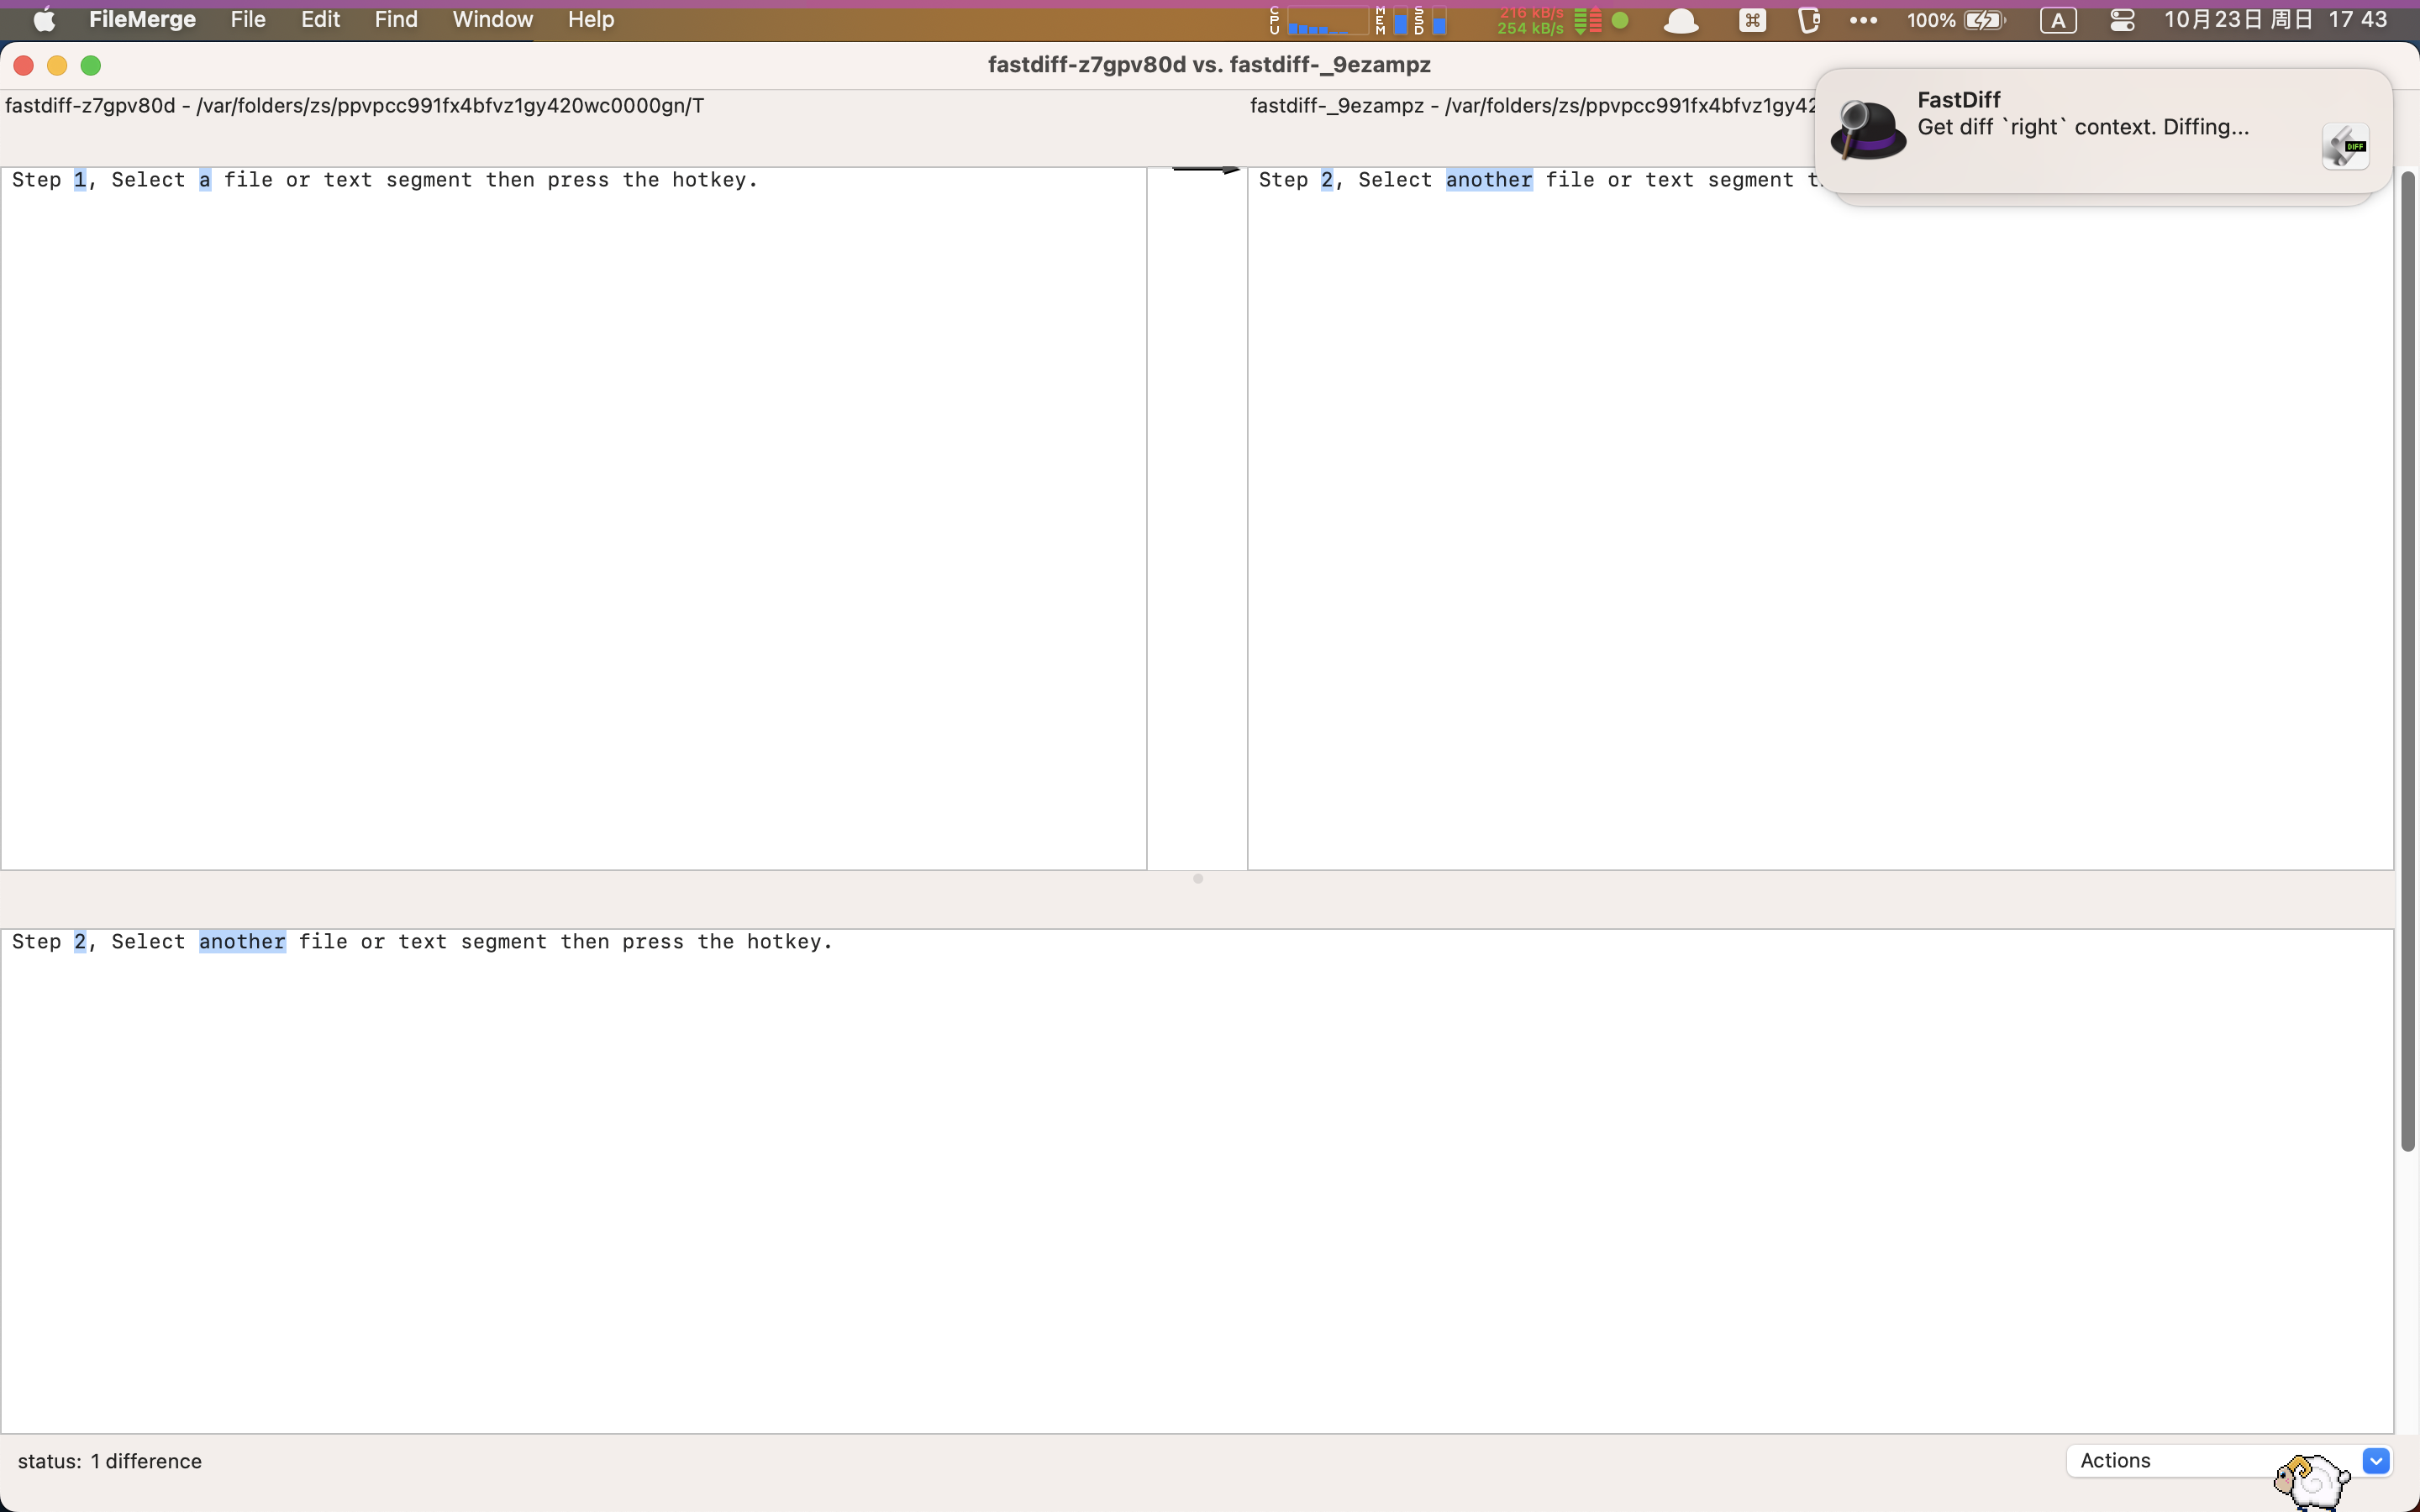 FileMerge File Edit Find Window Help CPU MEM SSD 216 kB/s 254 kB/s 100% A 10月23日 周日 17 43
fastdiff-z7gpv80d vs. fastdiff-_9ezampz
fastdiff-z7gpv80d - /var/folders/zs/ppvpcc991fx4bfvz1gy420wc0000gn/T
fastdiff-_9ezampz - /var/folders/zs/ppvpcc991fx4bfvz1gy42
FastDiff
Get diff `right` context. Diffing...
DIFF
Step 1, Select a file or text segment then press the hotkey.
Step 2, Select another file or text segment t
Step 2, Select another file or text segment then press the hotkey.
status: 1 difference
Actions